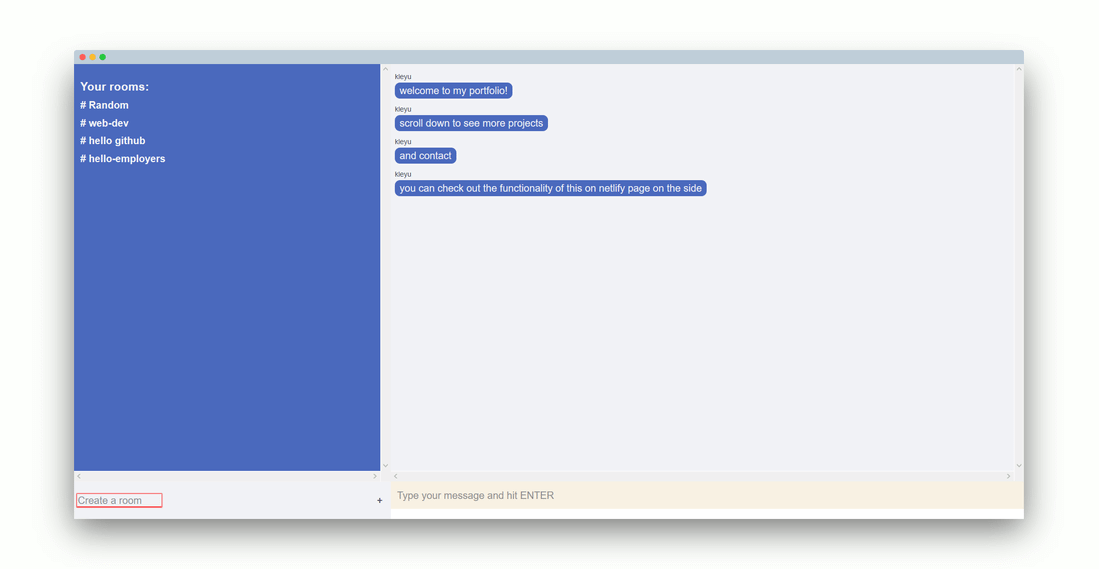 Your rooms:
# Random
# web-dev
# hello github
# hello-employers
Create a room
+
kleyu
welcome to my portfolio!
kleyu
scroll down to see more projects
kleyu
and contact
kleyu
you can check out the functionality of this on netlify page on the side
Type your message and hit ENTER